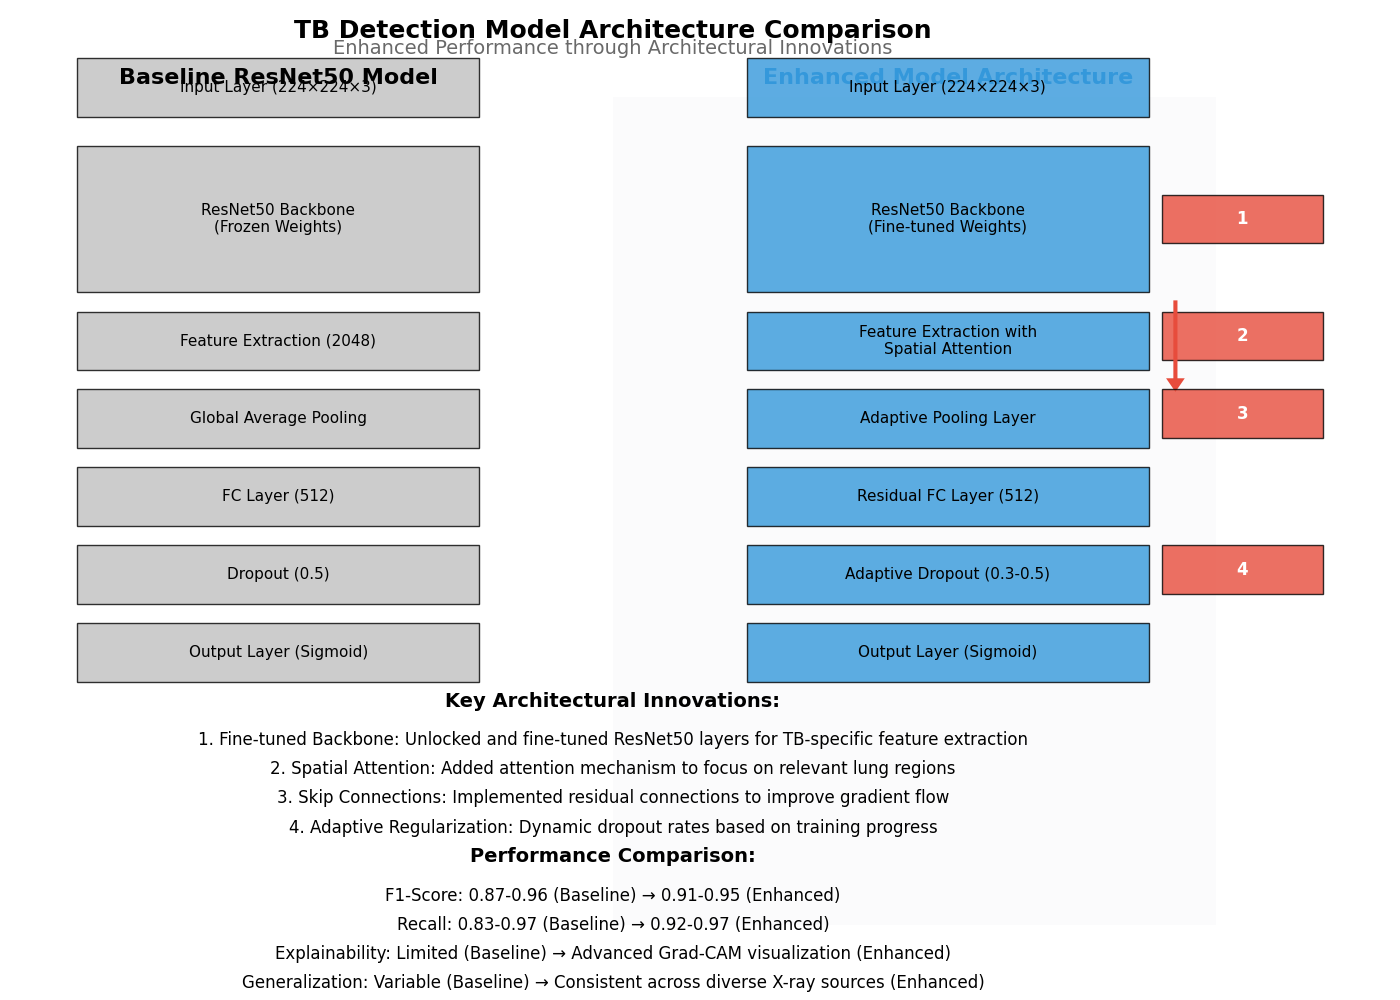 TB Detection Model Architecture Comparison
Enhanced Performance through Architectural Innovations
Baseline ResNet50 Model
Input Layer (224×224×3)
ResNet50 Backbone
(Frozen Weights)
Feature Extraction (2048)
Global Average Pooling
FC Layer (512)
Dropout (0.5)
Output Layer (Sigmoid)
Enhanced Model Architecture
Input Layer (224×224×3)
ResNet50 Backbone
(Fine-tuned Weights)
1
Feature Extraction with
Spatial Attention
2
Adaptive Pooling Layer
3
Residual FC Layer (512)
Adaptive Dropout (0.3-0.5)
4
Output Layer (Sigmoid)
Key Architectural Innovations:
1. Fine-tuned Backbone: Unlocked and fine-tuned ResNet50 layers for TB-specific feature extraction
2. Spatial Attention: Added attention mechanism to focus on relevant lung regions
3. Skip Connections: Implemented residual connections to improve gradient flow
4. Adaptive Regularization: Dynamic dropout rates based on training progress
Performance Comparison:
F1-Score: 0.87-0.96 (Baseline) → 0.91-0.95 (Enhanced)
Recall: 0.83-0.97 (Baseline) → 0.92-0.97 (Enhanced)
Explainability: Limited (Baseline) → Advanced Grad-CAM visualization (Enhanced)
Generalization: Variable (Baseline) → Consistent across diverse X-ray sources (Enhanced)